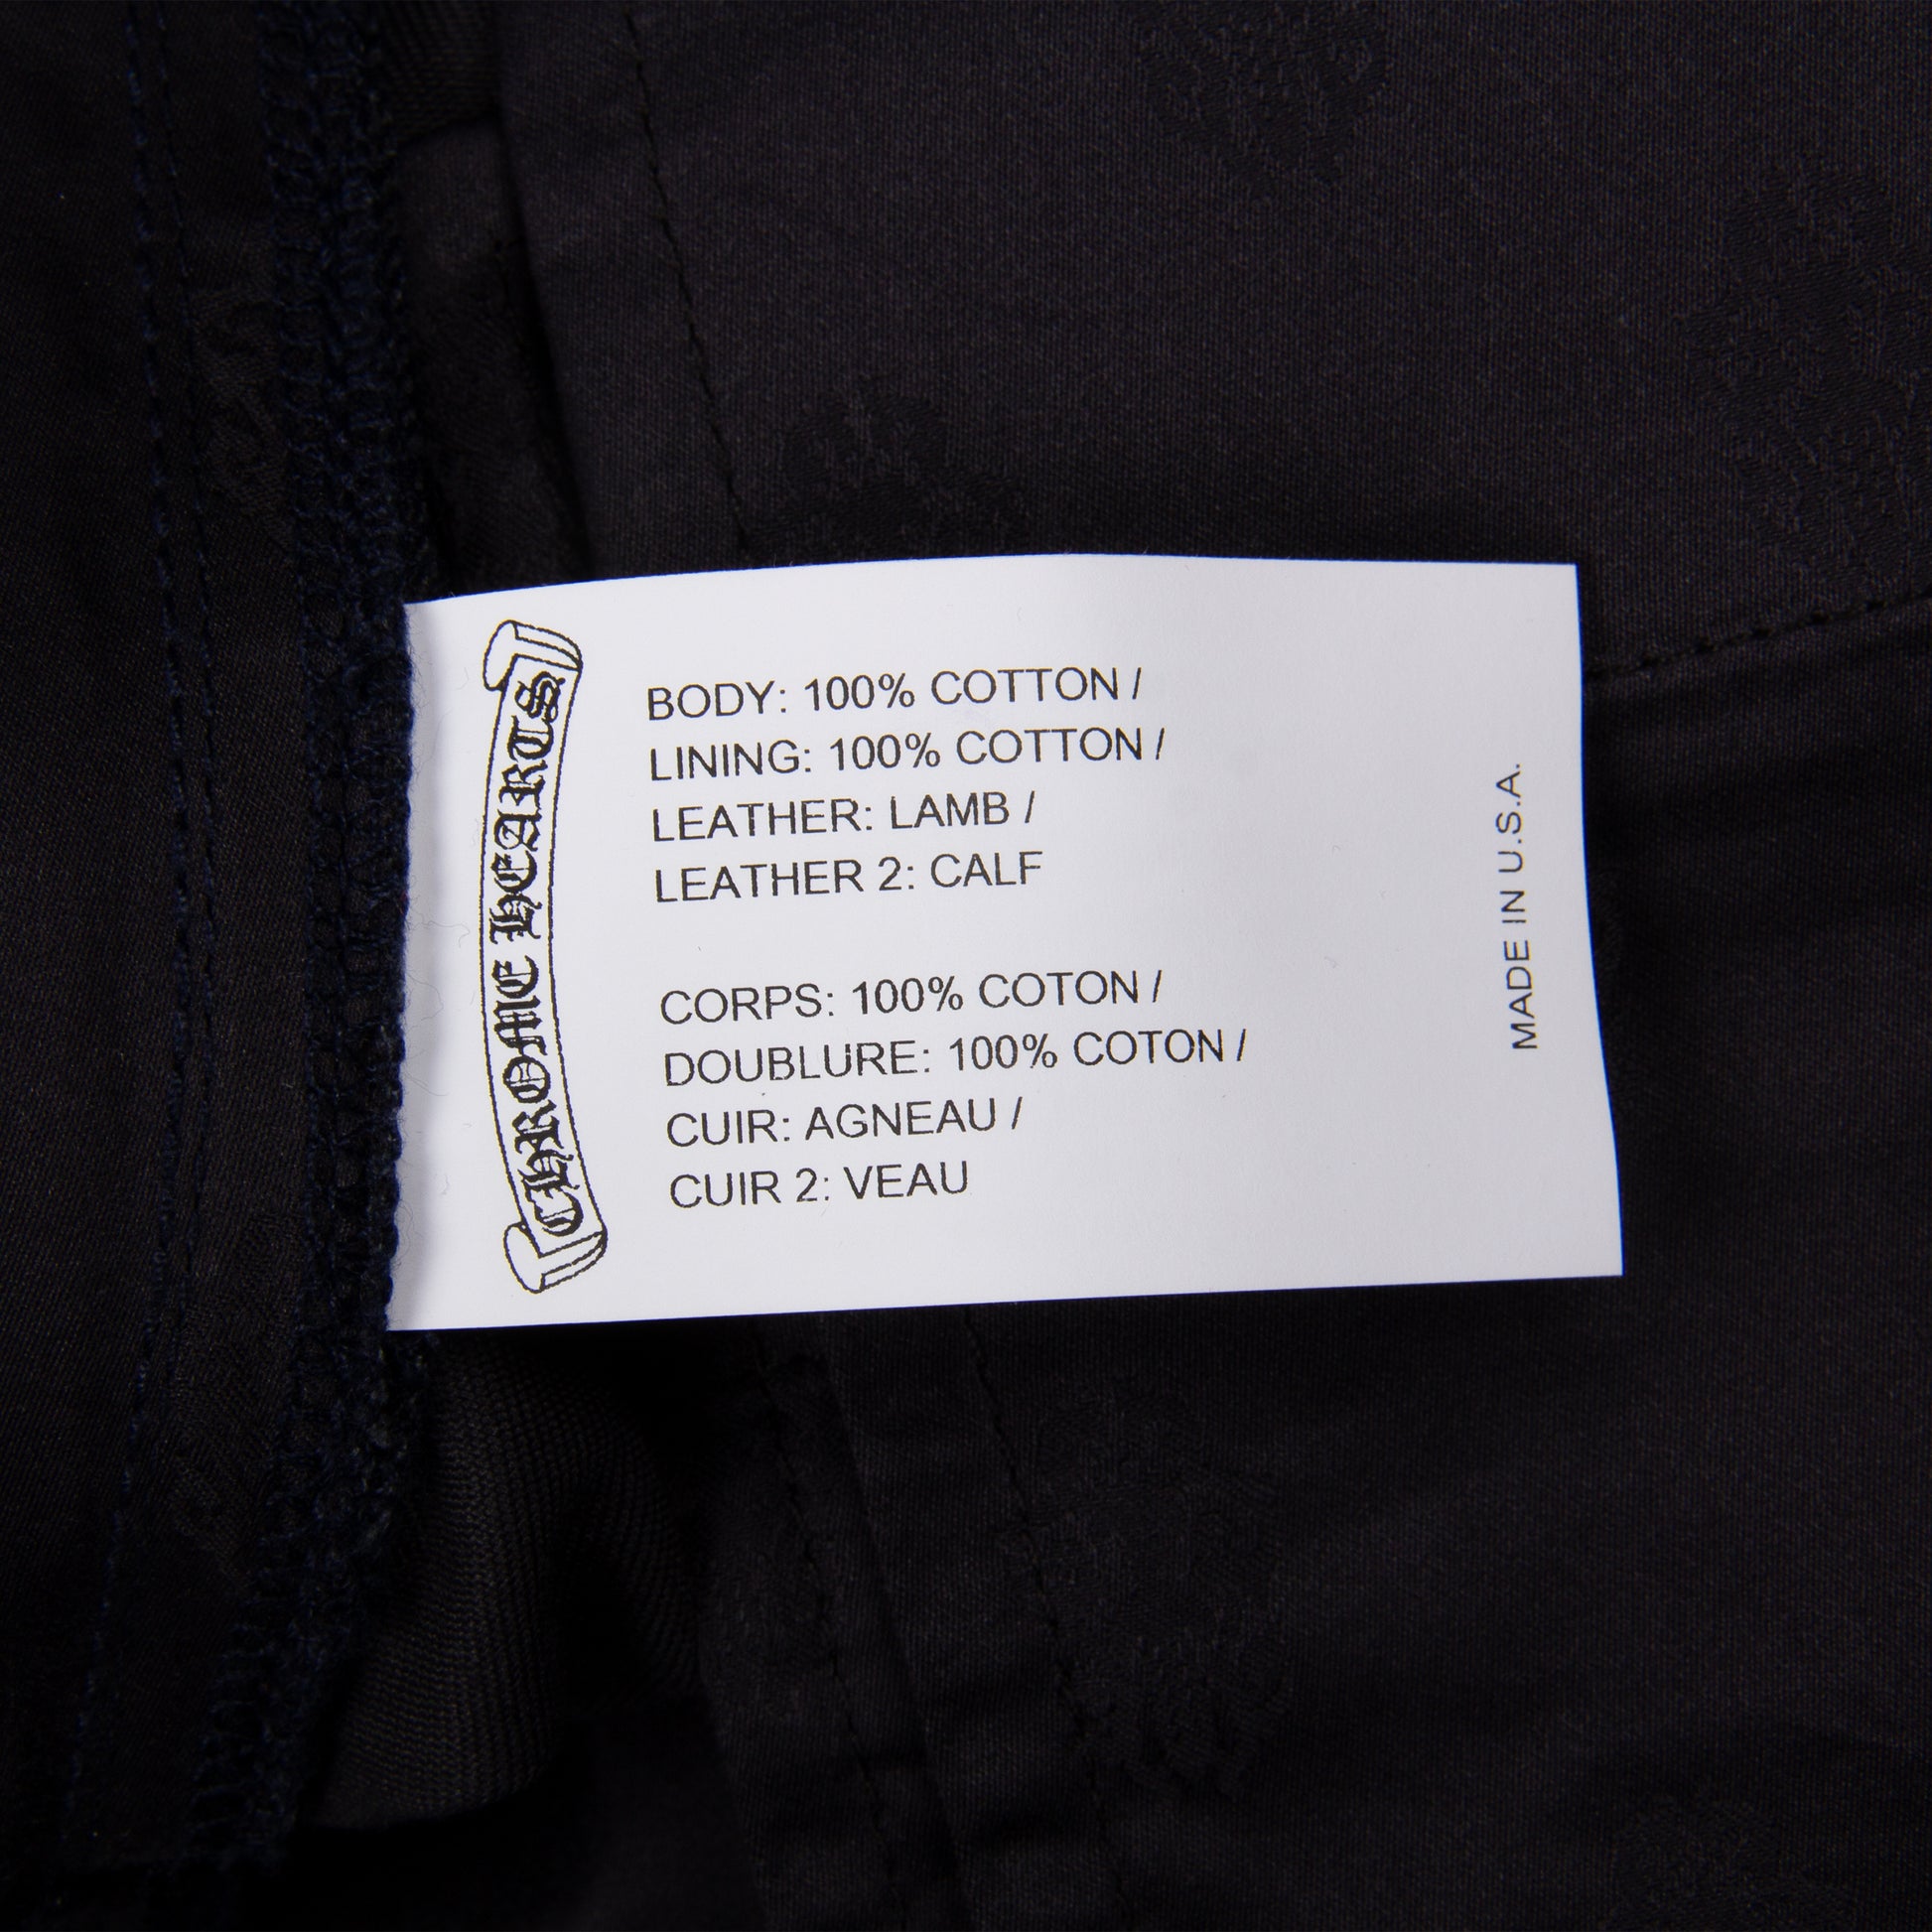 CHROME HEARTS
BODY: 100% COTTON /
LINING: 100% COTTON /
LEATHER: LAMB /
LEATHER 2: CALF
CORPS: 100% COTON /
DOUBLURE: 100% COTON /
CUIR: AGNEAU /
CUIR 2: VEAU
MADE IN U.S.A.